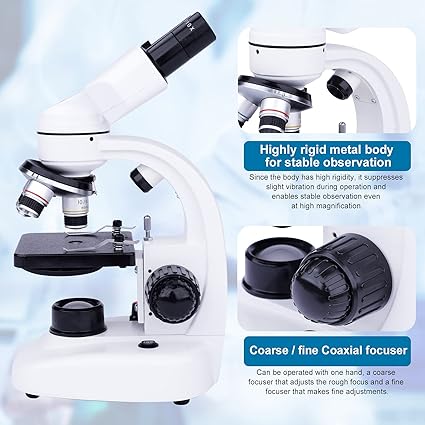 10X
Highly rigid metal body
for stable observation
Since the body has high rigidity, it suppresses
slight vibration during operation and
enables stable observation even
at high magnification.
Coarse / fine Coaxial focuser
Can be operated with one hand, a coarse
focuser that adjusts the rough focus and a fine
focuser that makes fine adjustments.